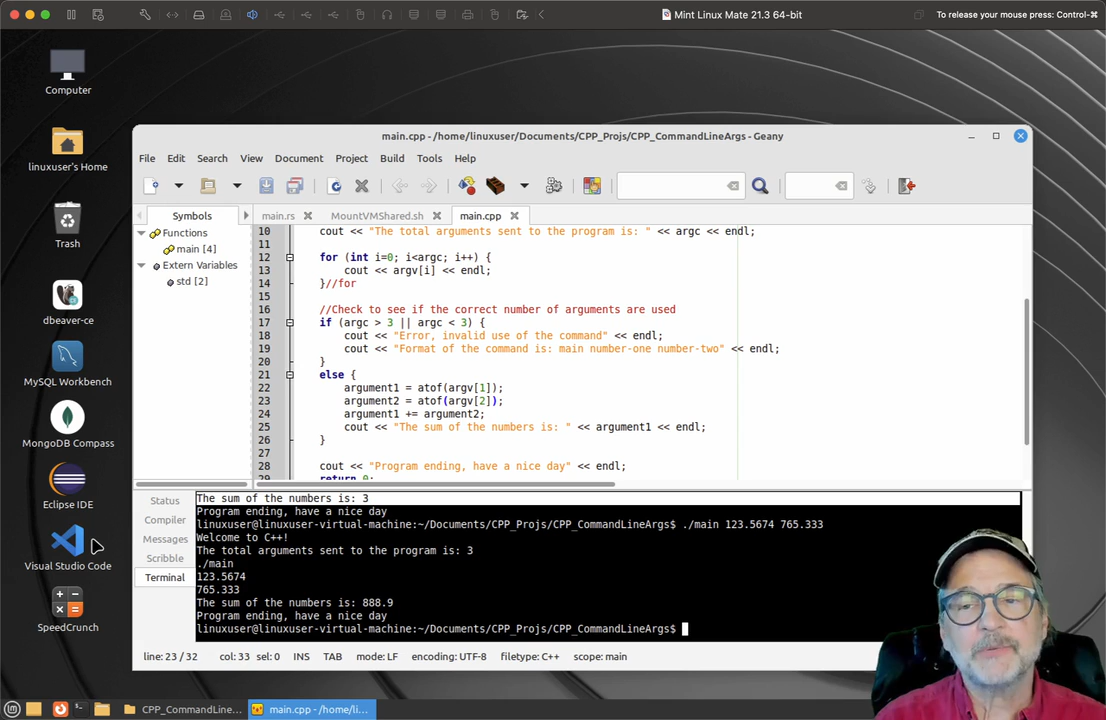 Mint Linux Mate 21.3 64-bit
To release your mouse press: Control-⌘
Computer
linuxuser's Home
Trash
dbeaver-ce
MySQL Workbench
MongoDB Compass
Eclipse IDE
Visual Studio Code
SpeedCrunch
main.cpp - /home/linuxuser/Documents/CPP_Projs/CPP_CommandLineArgs - Geany
File Edit Search View Document Project Build Tools Help
Symbols
main.rs MountVMShared.sh main.cpp
Functions
main [4]
Extern Variables
std [2]
10 cout << "The total arguments sent to the program is: " << argc << endl;
11
12 for (int i=0; i<argc; i++) {
13 cout << argv[i] << endl;
14 }//for
15
16 //Check to see if the correct number of arguments are used
17 if (argc > 3 || argc < 3) {
18 cout << "Error, invalid use of the command" << endl;
19 cout << "Format of the command is: main number-one number-two" << endl;
20 }
21 else {
22 argument1 = atof(argv[1]);
23 argument2 = atof(argv[2]);
24 argument1 += argument2;
25 cout << "The sum of the numbers is: " << argument1 << endl;
26 }
27
28 cout << "Program ending, have a nice day" << endl;
29 return 0;
Status
Compiler
Messages
Scribble
Terminal
The sum of the numbers is: 3
Program ending, have a nice day
linuxuser@linuxuser-virtual-machine:~/Documents/CPP_Projs/CPP_CommandLineArgs$ ./main 123.5674 765.333
Welcome to C++!
The total arguments sent to the program is: 3
./main
123.5674
765.333
The sum of the numbers is: 888.9
Program ending, have a nice day
linuxuser@linuxuser-virtual-machine:~/Documents/CPP_Projs/CPP_CommandLineArgs$
line: 23 / 32 col: 33 sel: 0 INS TAB mode: LF encoding: UTF-8 filetype: C++ scope: main
CPP_CommandLineArgs... main.cpp - /home/li...